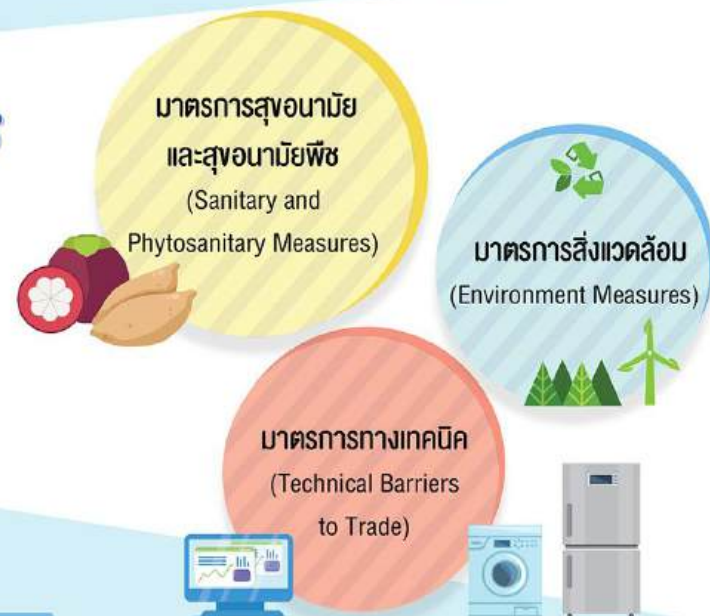 มาตรการสุขอนามัย
และสุขอนามัยพืช
(Sanitary and
Phytosanitary Measures)
มาตรการสิ่งแวดล้อม
(Environment Measures)
มาตรการทางเทคนิค
(Technical Barriers
to Trade)